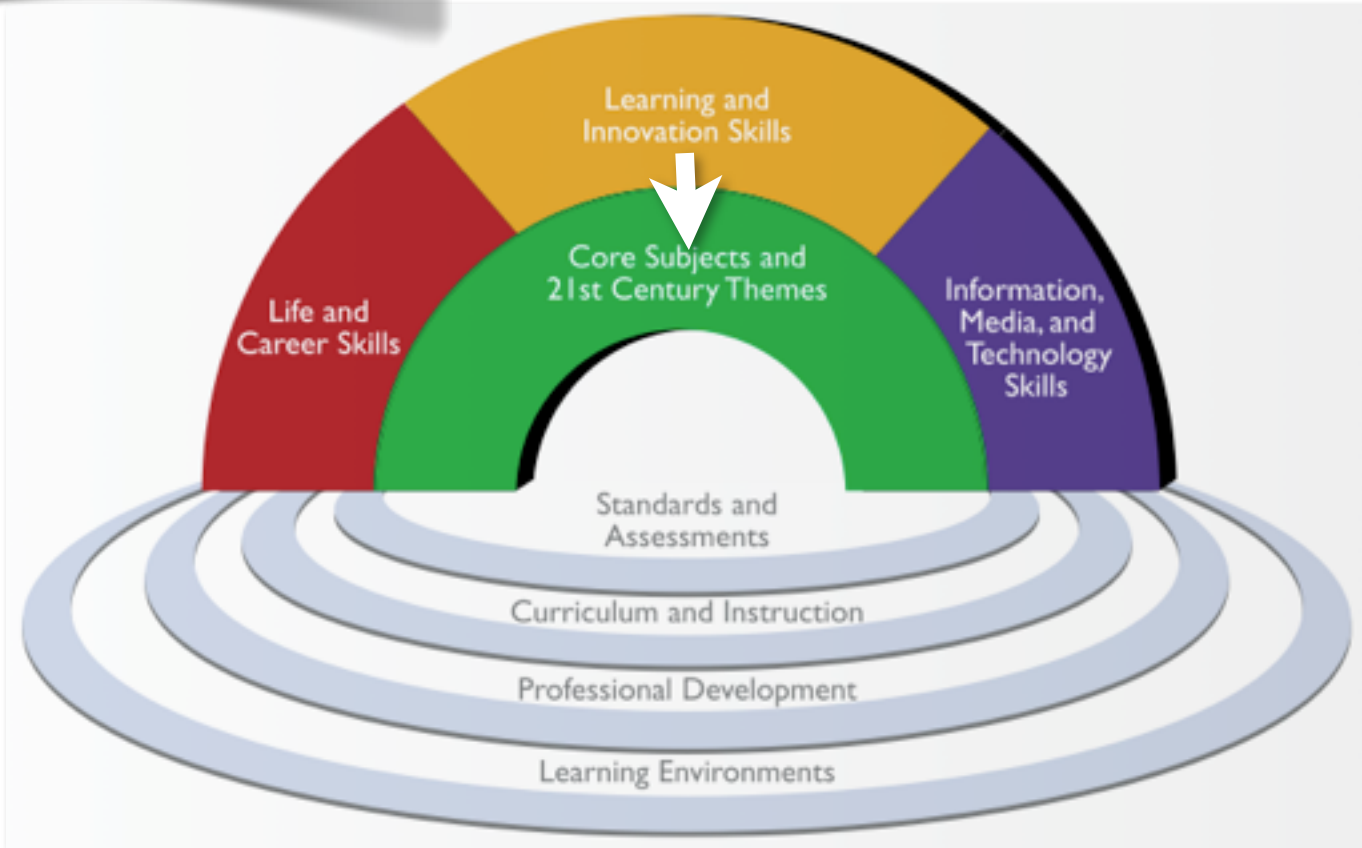 Learning and
Innovation Skills
Core Subjects and
21st Century Themes
Life and
Career Skills
Information,
Media, and
Technology
Skills
Standards and
Assessments
Curriculum and Instruction
Professional Development
Learning Environments